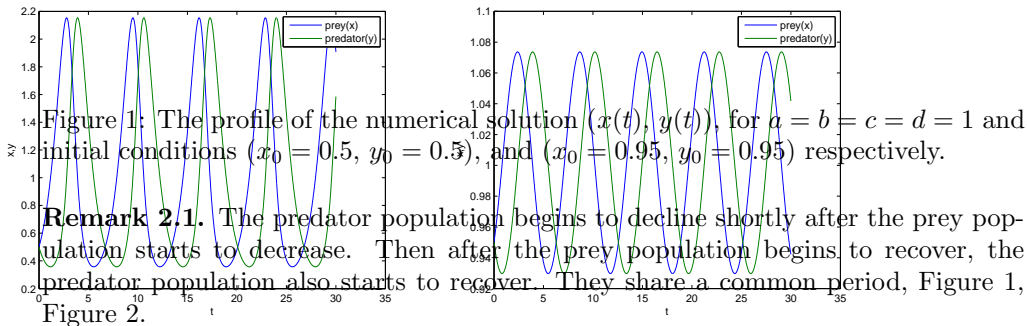 2.2
2
1.8
1.6
1.4
1.2
1
0.8
0.6
0.4
0.2
0 5 10 15 20 25 30 35
t
x,y
prey(x)
predator(y)
1.1
1.08
1.06
1.04
1.02
1
0.98
0.96
0.94
0.92
0 5 10 15 20 25 30 35
t
x,y
prey(x)
predator(y)
Figure 1: The profile of the numerical solution (x(t), y(t)), for a = b = c = d = 1 and
initial conditions (x₀ = 0.5, y₀ = 0.5), and (x₀ = 0.95, y₀ = 0.95) respectively.
Remark 2.1. The predator population begins to decline shortly after the prey pop-
ulation starts to decrease. Then after the prey population begins to recover, the
predator population also starts to recover. They share a common period, Figure 1,
Figure 2.